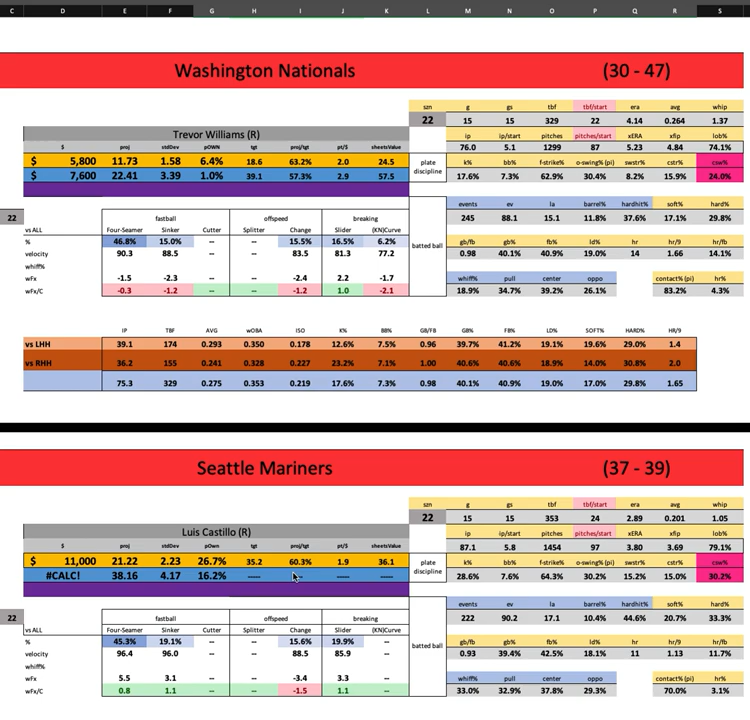 C D E F G H I J K L M N O P Q R S
Washington Nationals (30 - 47)
szn g gs tbf tbf/start era avg whip
22 15 15 329 22 4.14 0.264 1.37
Trevor Williams (R) ip ip/start pitches pitches/start xERA xfip lob%
$ proj stdDev pOWN tgt proj/tgt pt/$ sheetsValue 76.0 5.1 1299 87 5.23 4.84 74.1%
$ 5,800 11.73 1.58 6.4% 18.6 63.2% 2.0 24.5 plate discipline k% bb% f-strike% o-swing% (pi) swstr% cstr% csw%
$ 7,600 22.41 3.39 1.0% 39.1 57.3% 2.9 57.5 17.6% 7.3% 62.9% 30.4% 8.2% 15.9% 24.0%
events ev la barrel% hardhit% soft% hard%
22 fastball offspeed breaking 245 88.1 15.1 11.8% 37.6% 17.1% 29.8%
vs ALL Four-Seamer Sinker Cutter Splitter Change Slider (KN)Curve
% 46.8% 15.0% -- -- 15.5% 16.5% 6.2% batted ball gb/fb gb% fb% ld% hr hr/9 hr/fb
velocity 90.3 88.5 -- -- 83.5 81.3 77.2 0.98 40.1% 40.9% 19.0% 14 1.66 14.1%
whiff%
wFx -1.5 -2.3 -- -- -2.4 2.2 -1.7 whiff% pull center oppo contact% (pi) hr%
wFx/C -0.3 -1.2 -- -- -1.2 1.0 -2.1 18.9% 34.7% 39.2% 26.1% 83.2% 4.3%
IP TBF AVG wOBA ISO K% BB% GB/FB GB% FB% LD% SOFT% HARD% HR/9
vs LHH 39.1 174 0.293 0.350 0.178 12.6% 7.5% 0.96 39.7% 41.2% 19.1% 19.6% 29.0% 1.4
vs RHH 36.2 155 0.241 0.328 0.227 23.2% 7.1% 1.00 40.6% 40.6% 18.9% 14.0% 30.8% 2.0
75.3 329 0.275 0.353 0.219 17.6% 7.3% 0.98 40.1% 40.9% 19.0% 17.0% 29.8% 1.65
Seattle Mariners (37 - 39)
szn g gs tbf tbf/start era avg whip
22 15 15 353 24 2.89 0.201 1.05
Luis Castillo (R) ip ip/start pitches pitches/start xERA xfip lob%
$ proj stdDev pOwn tgt proj/tgt pt/$ sheetsValue 87.1 5.8 1454 97 3.80 3.69 79.1%
$ 11,000 21.22 2.23 26.7% 35.2 60.3% 1.9 36.1 plate discipline k% bb% f-strike% o-swing% (pi) swstr% cstr% csw%
#CALC! 38.16 4.17 16.2% ----- ----- ----- 28.6% 7.6% 64.3% 30.2% 15.2% 15.0% 30.2%
events ev la barrel% hardhit% soft% hard%
22 fastball offspeed breaking 222 90.2 17.1 10.4% 44.6% 20.7% 33.3%
vs ALL Four-Seamer Sinker Cutter Splitter Change Slider (KN)Curve
% 45.3% 19.1% -- -- 15.6% 19.9% -- batted ball gb/fb gb% fb% ld% hr hr/9 hr/fb
velocity 96.4 96.0 -- -- 88.5 85.9 -- 0.93 39.4% 42.5% 18.1% 11 1.13 11.7%
whiff%
wFx 5.5 3.1 -- -- -3.4 3.3 -- whiff% pull center oppo contact% (pi) hr%
wFx/C 0.8 1.1 -- -- -1.5 1.1 -- 33.0% 32.9% 37.8% 29.3% 70.0% 3.1%